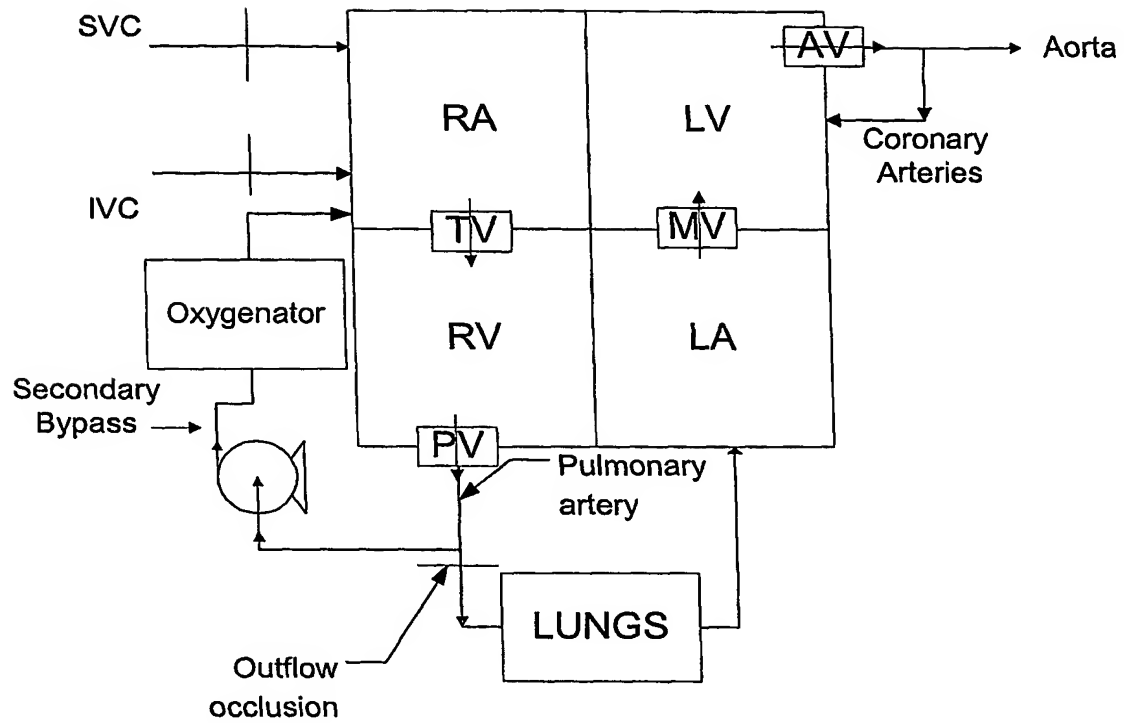 SVC
AV
Aorta
RA
LV
Coronary
Arteries
IVC
TV
MV
Oxygenator
RV
LA
Secondary
Bypass
PV
Pulmonary
artery
LUNGS
Outflow
occlusion